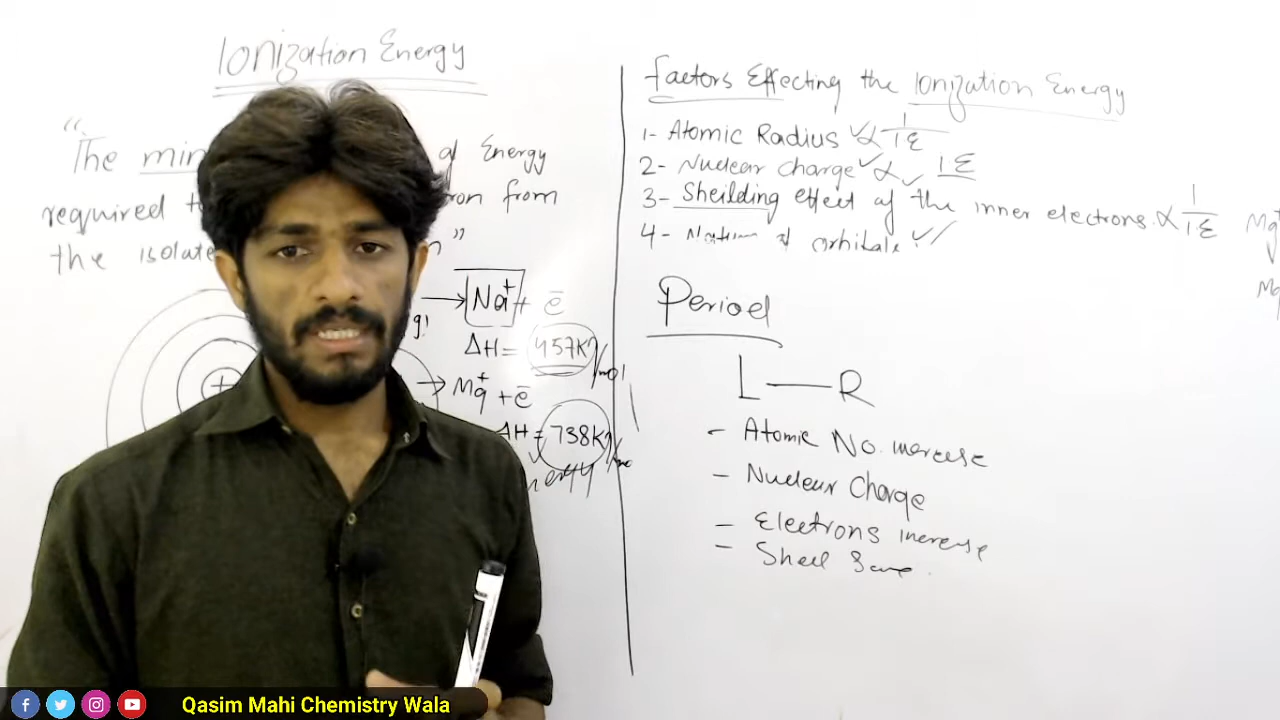 Ionization Energy
"The min of Energy
required t ron from
the isolate n"
Na+ + ē
ΔH = 457KJ/mol
→ Mg+ + ē
ΔH = 738KJ/mo
Factors Effecting the Ionization Energy
1- Atomic Radius ✓ ∝ 1/IE
2- Nuclear Charge ✓ ∝ IE
3- Sheilding effect of the inner electrons ∝ 1/IE
4- of orbitals ✓✓
Mg+
Period
L — R
- Atomic No. increase
- Nuclear Charge
- Electrons increase
- Shell Same.
Qasim Mahi Chemistry Wala